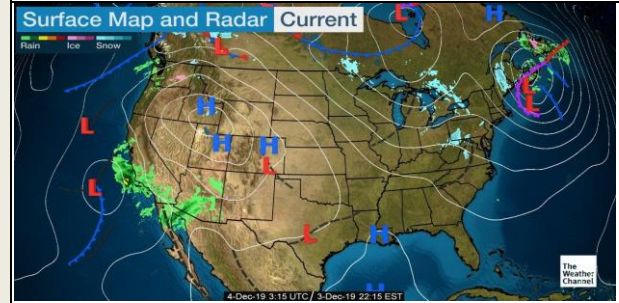 Surface Map and Radar Current
Rain Ice Snow
L
L
H
H
L
L
L
H
L
H
H
L
L
L
H
H
The
Weather
Channel
4-Dec-19 3:15 UTC / 3-Dec-19 22:15 EST